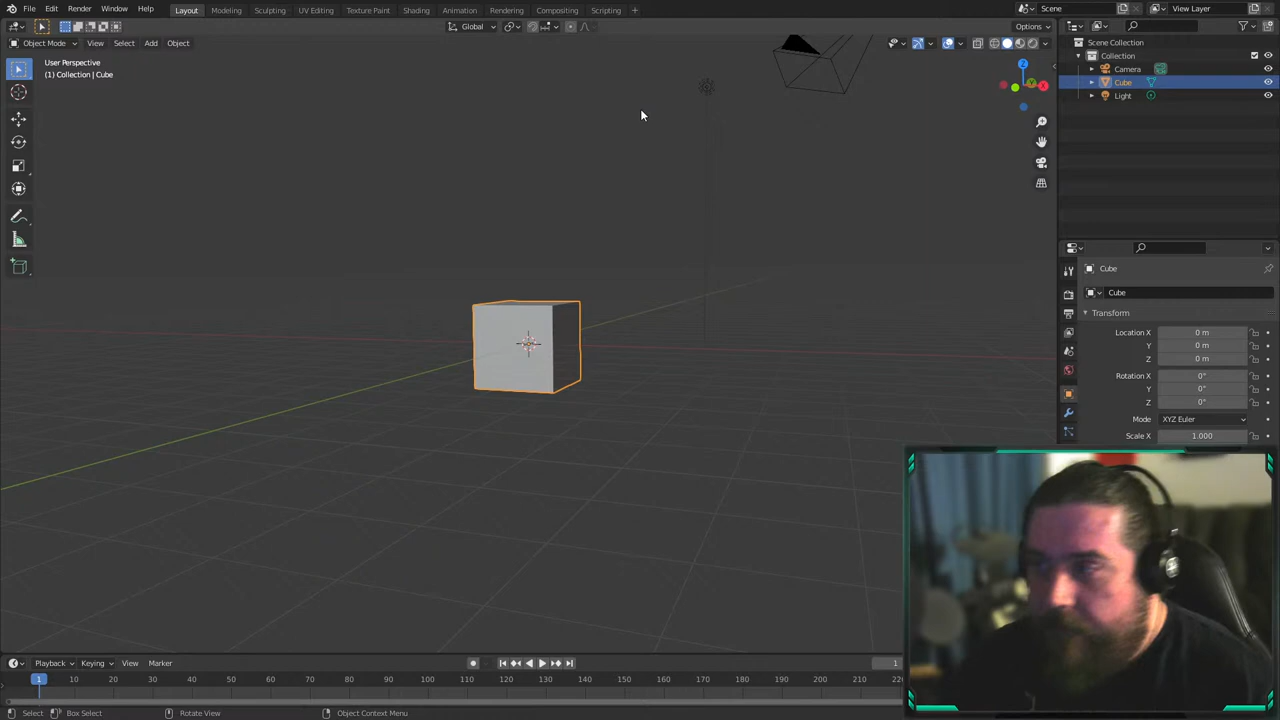 File Edit Render Window Help
Layout Modeling Sculpting UV Editing Texture Paint Shading Animation Rendering Compositing Scripting +
Scene
View Layer
Global
Options
Object Mode View Select Add Object
User Perspective
(1) Collection | Cube
Z
Y
X
Scene Collection
Collection
Camera
Cube
Light
Cube
Cube
Transform
Location X 0 m
Y 0 m
Z 0 m
Rotation X 0°
Y 0°
Z 0°
Mode XYZ Euler
Scale X 1.000
Playback Keying View Marker
1
1 10 20 30 40 50 60 70 80 90 100 110 120 130 140 150 160 170 180 190 200 210 220
Select Box Select Rotate View Object Context Menu